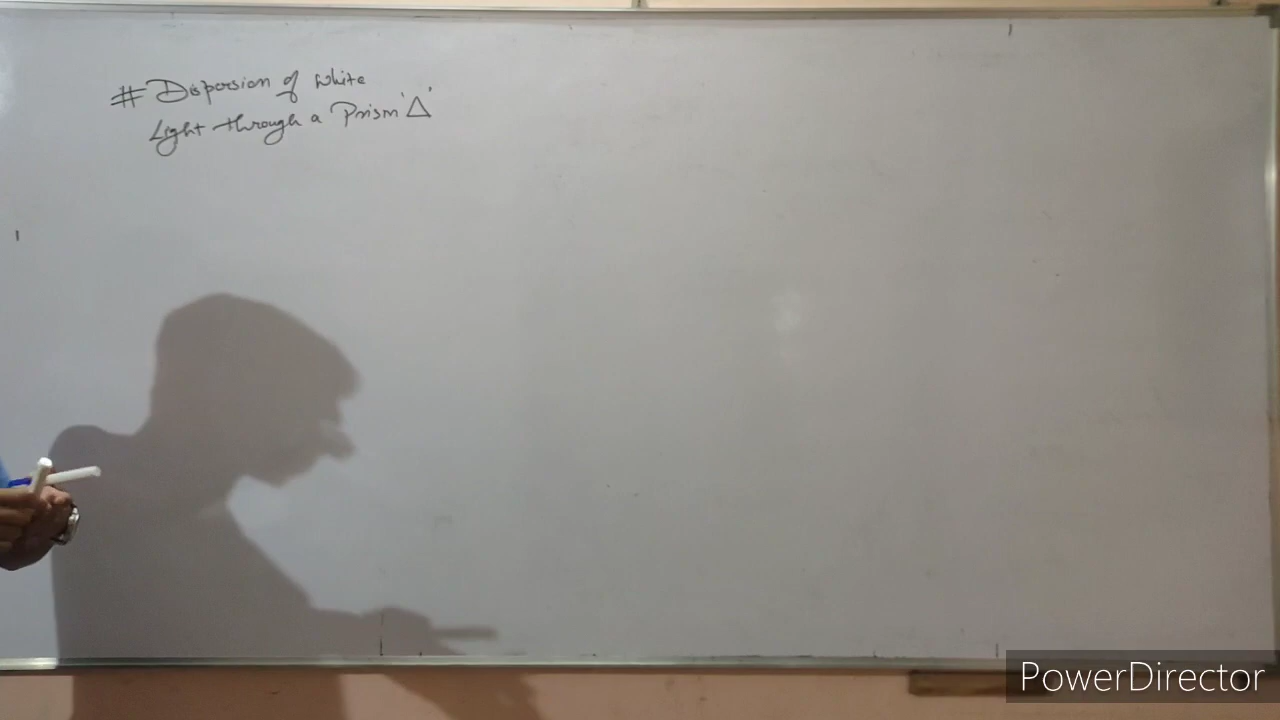 # Dispersion of white
Light through a Prism 'Δ'
PowerDirector